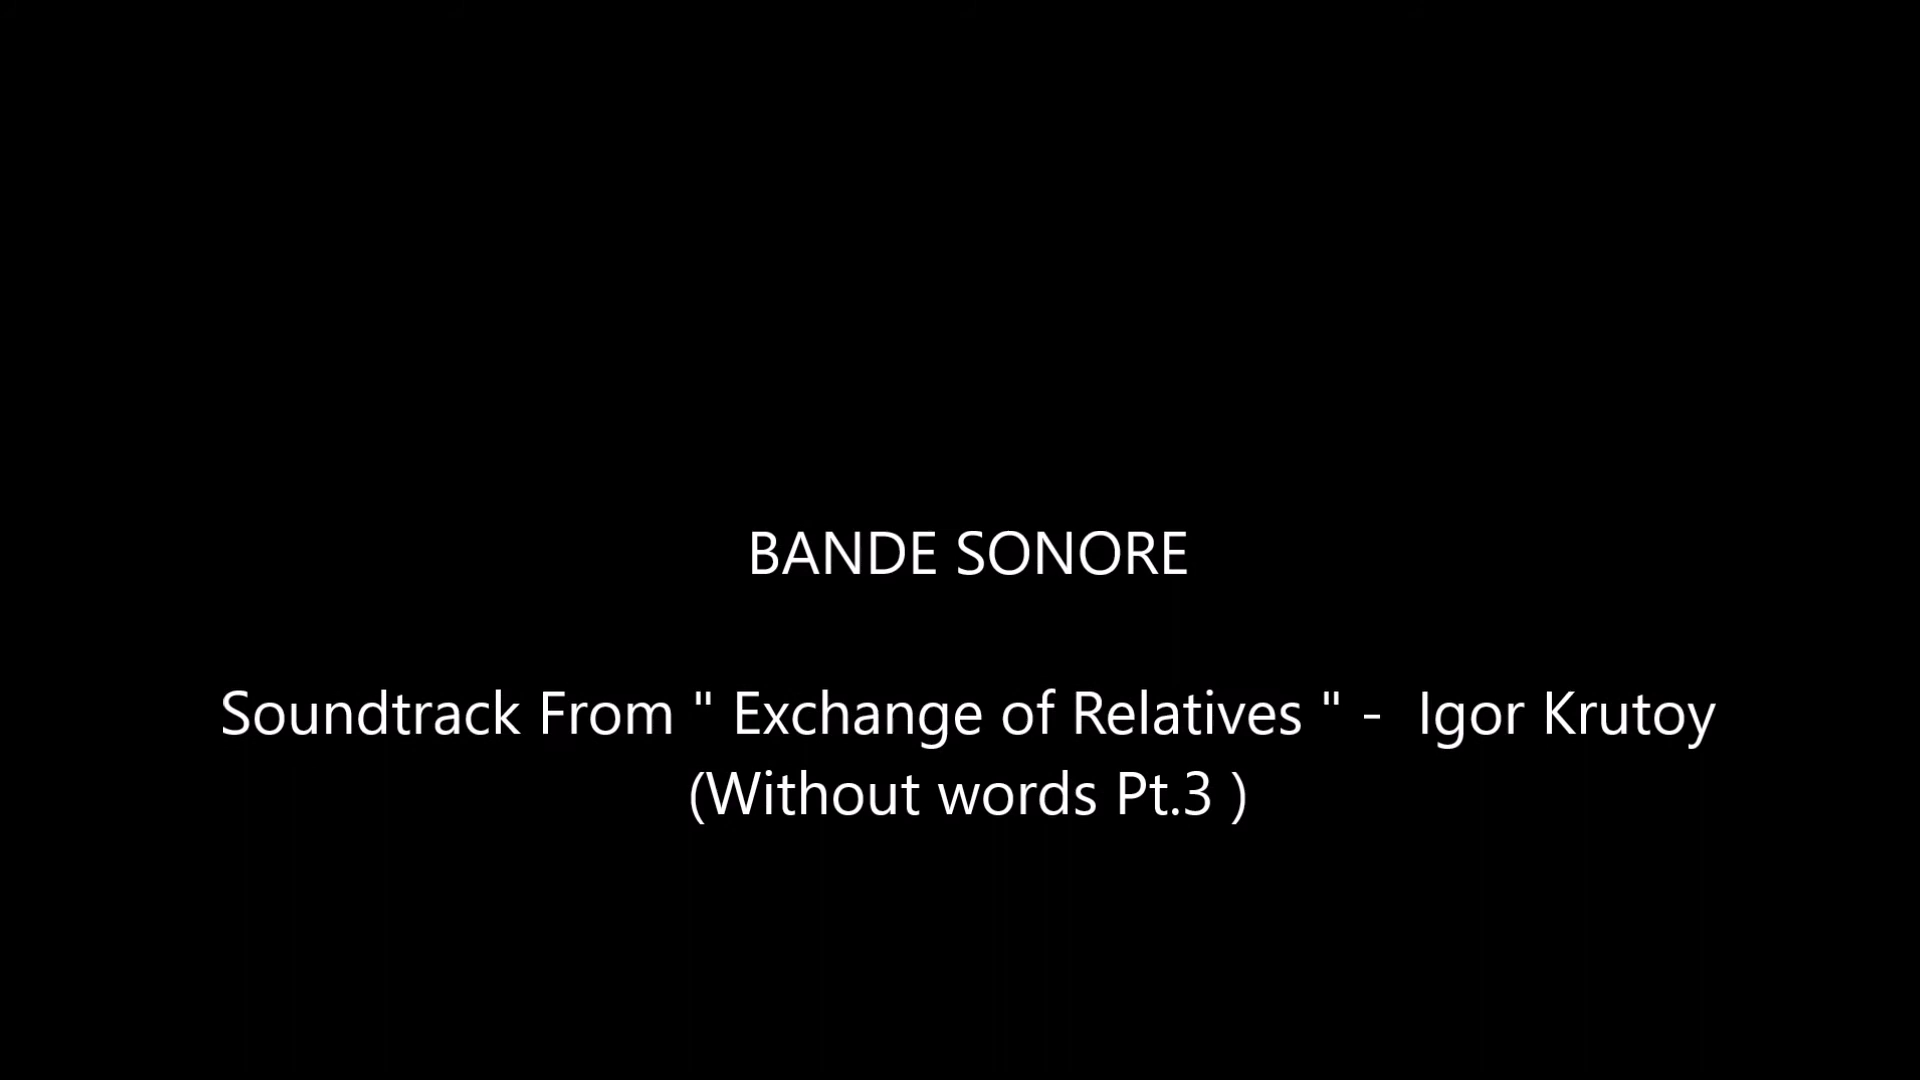 BANDE SONORE
Soundtrack From " Exchange of Relatives " -  Igor Krutoy
(Without words Pt.3 )